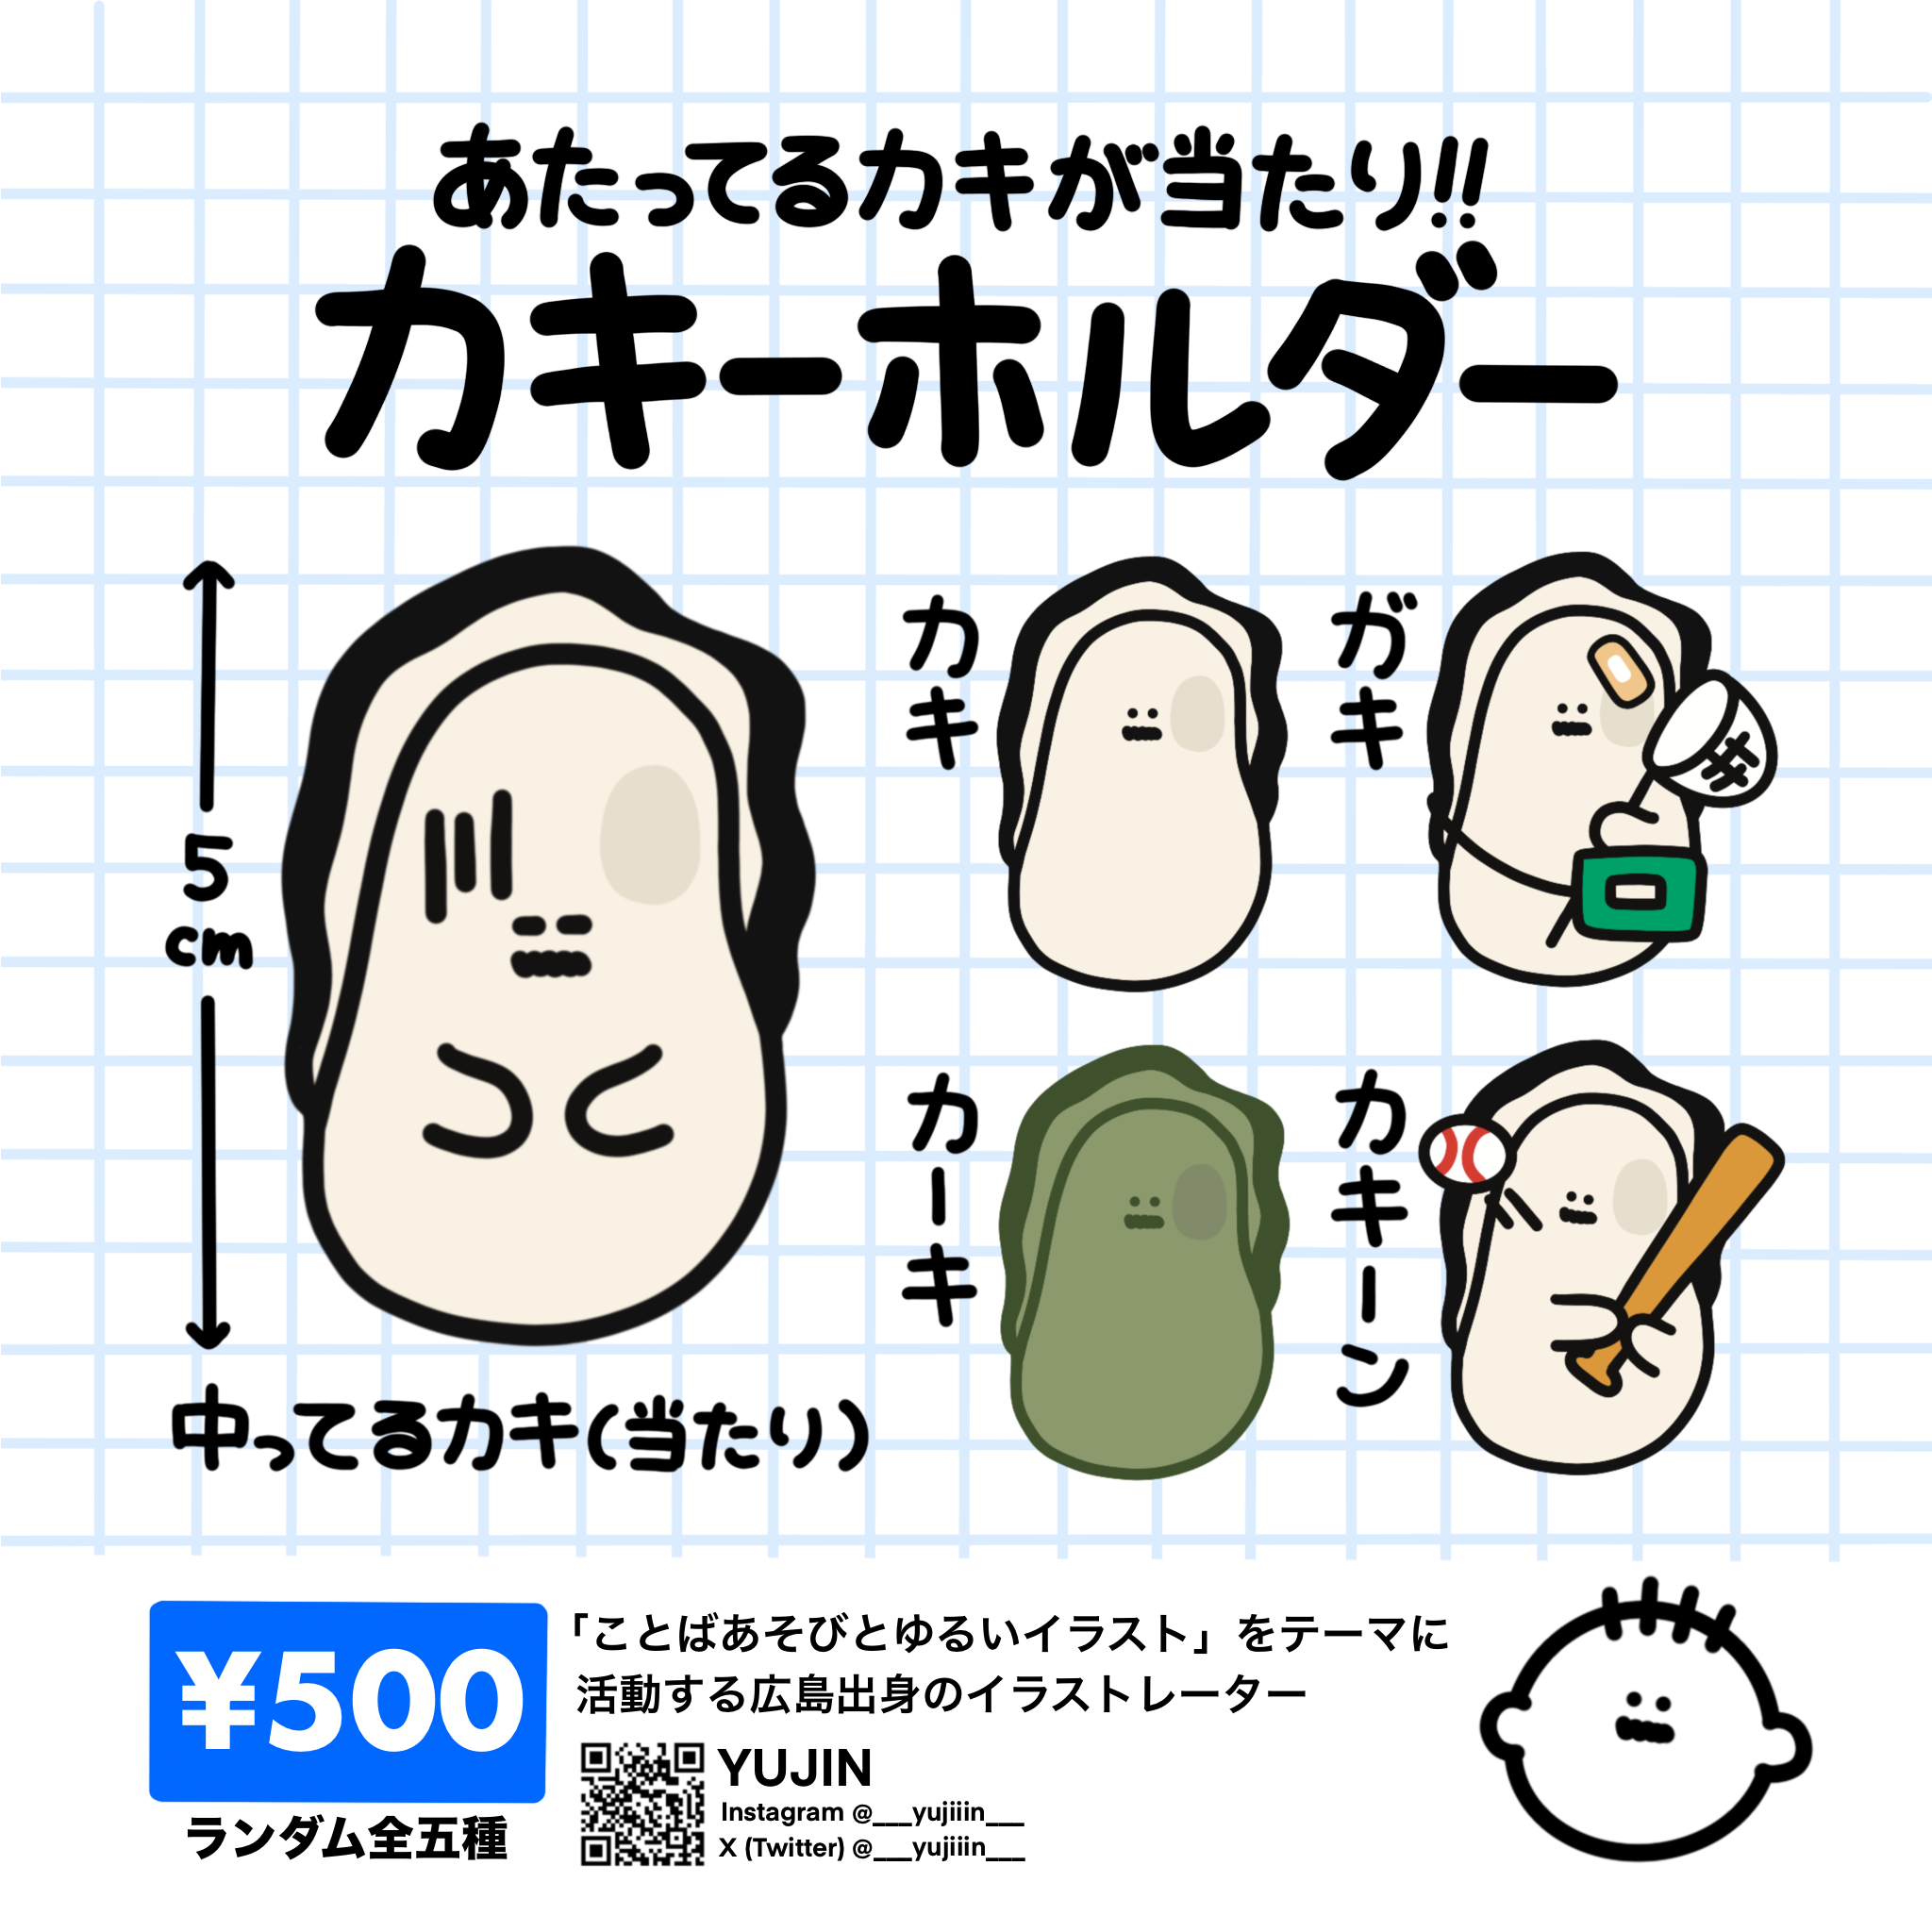 あたってるカキが当たり!!
カキーホルダー
5cm
中ってるカキ(当たり)
カキ
ガキ
カーキ
カキーン
¥500
ランダム全五種
「ことばあそびとゆるいイラスト」をテーマに
活動する広島出身のイラストレーター
YUJIN
Instagram @___yujiiin___
X (Twitter) @___yujiiin___